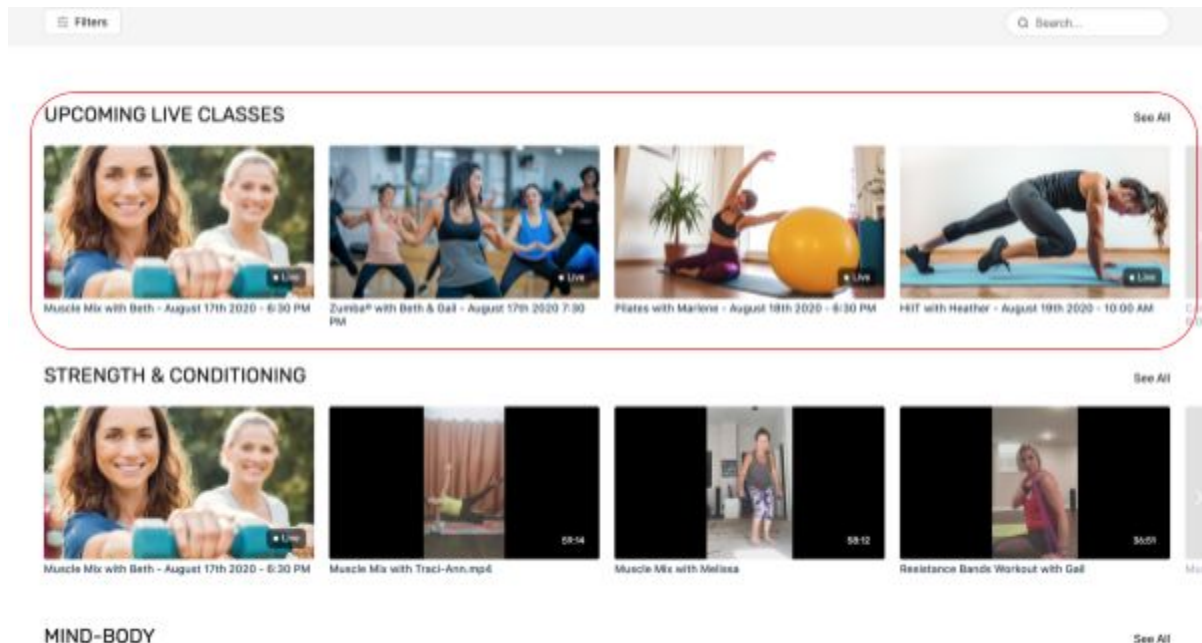 Filters
Search...
UPCOMING LIVE CLASSES
See All
Live
Live
Live
Live
Muscle Mix with Beth - August 17th 2020 - 6:30 PM
Zumba® with Beth & Gail - August 17th 2020 7:30
PM
Pilates with Marlene - August 18th 2020 - 6:30 PM
HIIT with Heather - August 19th 2020 - 10:00 AM
STRENGTH & CONDITIONING
See All
Live
59:14
58:12
36:51
Muscle Mix with Beth - August 17th 2020 - 6:30 PM
Muscle Mix with Traci-Ann.mp4
Muscle Mix with Melissa
Resistance Bands Workout with Gail
MIND-BODY
See All